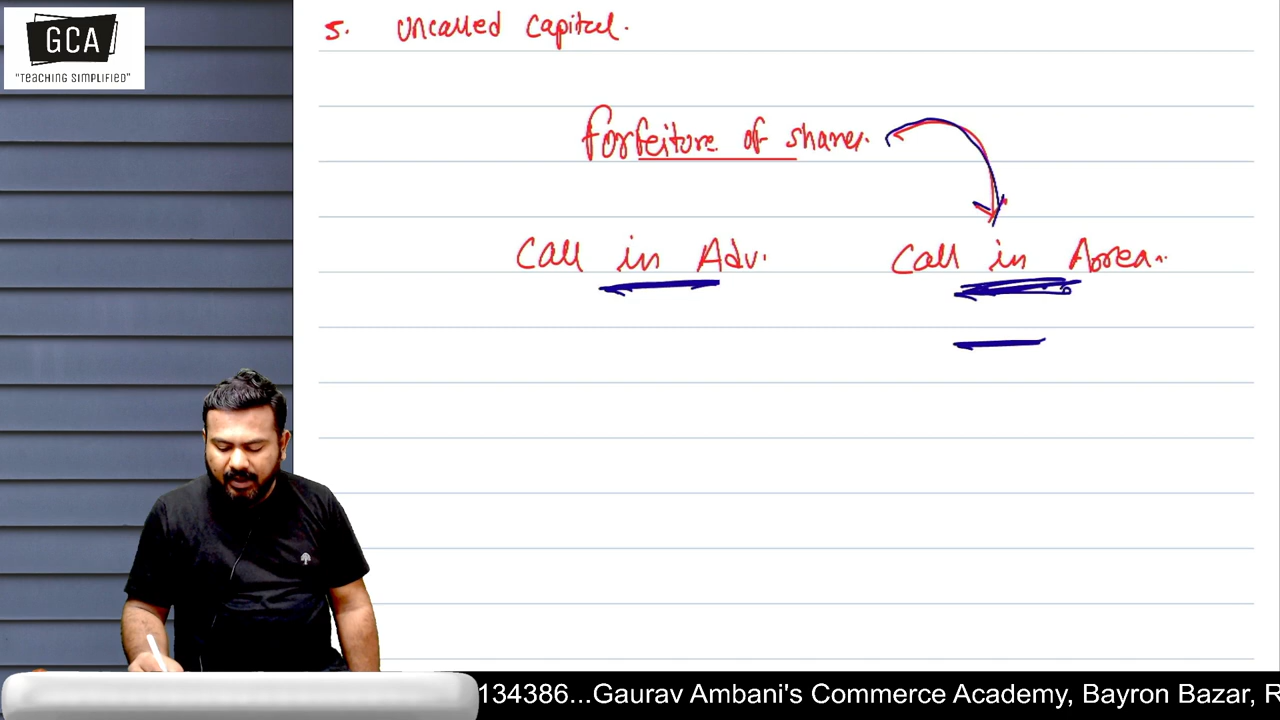 GCA
"TEACHING SIMPLIFIED"
5. Uncalled Capital.
Forfeiture of shares.
Call in Adv. Call in Arrear.
134386...Gaurav Ambani's Commerce Academy, Bayron Bazar, R